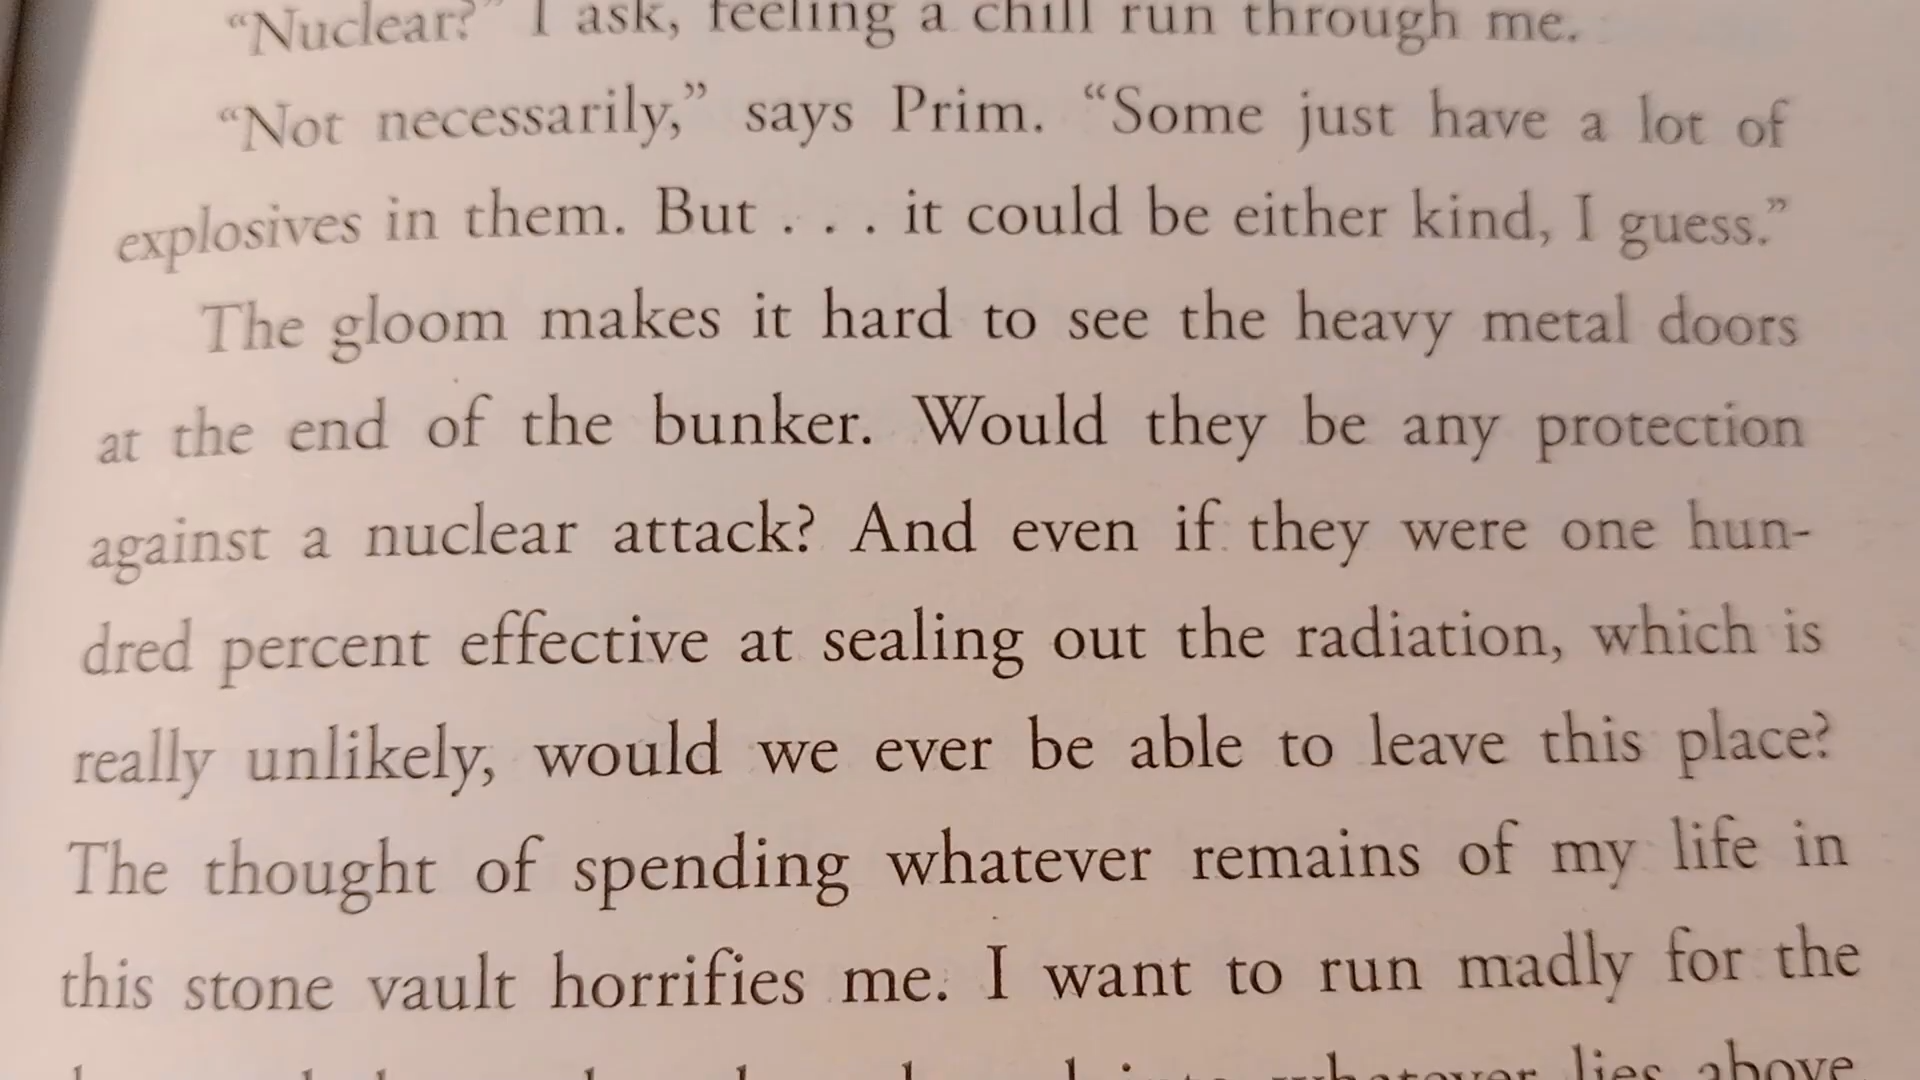 “Nuclear?” I ask, feeling a chill run through me.
“Not necessarily,” says Prim. “Some just have a lot of
explosives in them. But . . . it could be either kind, I guess.”
The gloom makes it hard to see the heavy metal doors
at the end of the bunker. Would they be any protection
against a nuclear attack? And even if they were one hun-
dred percent effective at sealing out the radiation, which is
really unlikely, would we ever be able to leave this place?
The thought of spending whatever remains of my life in
this stone vault horrifies me. I want to run madly for the
whatever lies above